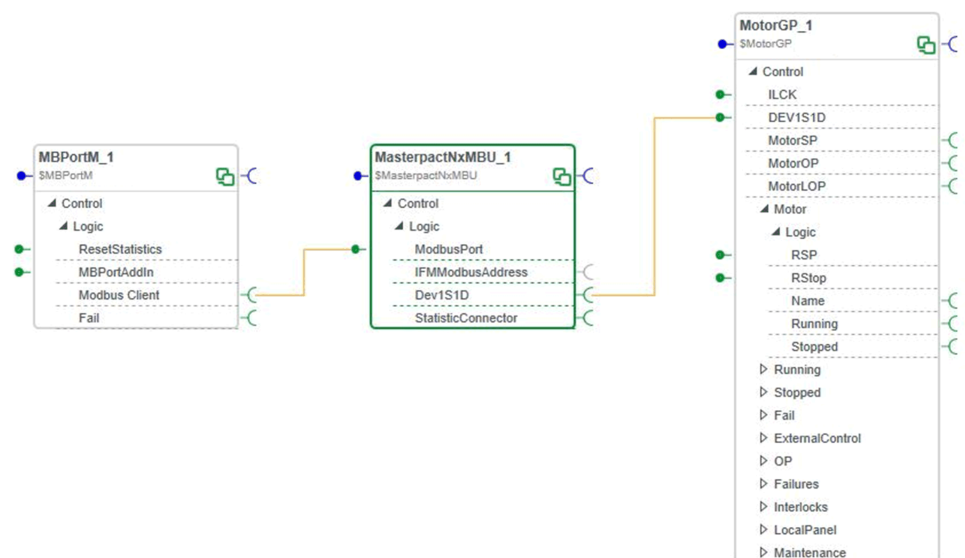 MBPortM_1
$MBPortM
Control
Logic
ResetStatistics
MBPortAddIn
Modbus Client
Fail
MasterpactNxMBU_1
$MasterpactNxMBU
Control
Logic
ModbusPort
IFMModbusAddress
Dev1S1D
StatisticConnector
MotorGP_1
$MotorGP
Control
ILCK
DEV1S1D
MotorSP
MotorOP
MotorLOP
Motor
Logic
RSP
RStop
Name
Running
Stopped
Running
Stopped
Fail
ExternalControl
OP
Failures
Interlocks
LocalPanel
Maintenance